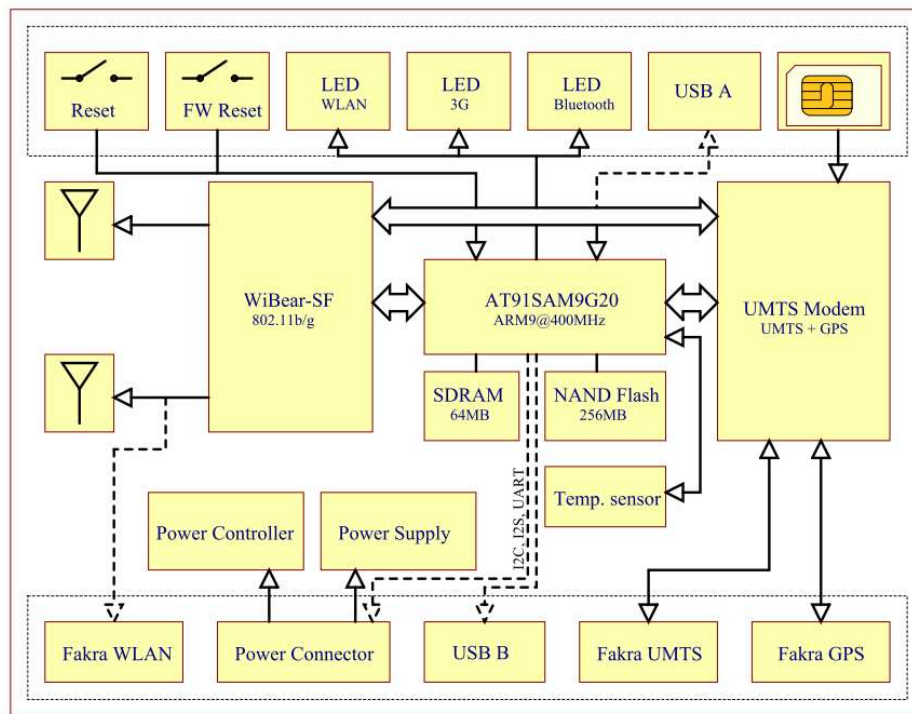 Reset
FW Reset
LED
WLAN
LED
3G
LED
Bluetooth
USB A
WiBear-SF
802.11b/g
AT91SAM9G20
ARM9@400MHz
UMTS Modem
UMTS + GPS
SDRAM
64MB
NAND Flash
256MB
I2C, I2S, UART
Temp. sensor
Power Controller
Power Supply
Fakra WLAN
Power Connector
USB B
Fakra UMTS
Fakra GPS